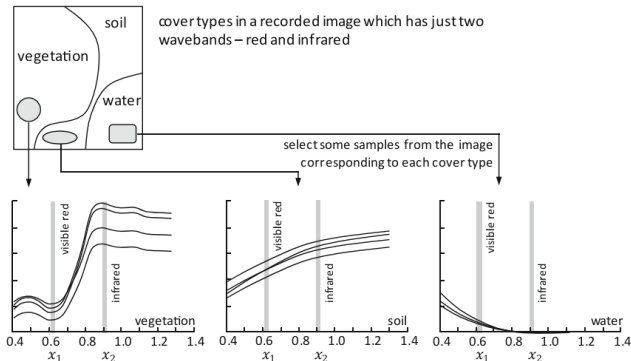 soil
vegetation
water
cover types in a recorded image which has just two
wavebands – red and infrared
select some samples from the image
corresponding to each cover type
visible red
infrared
vegetation
0.4 0.6 0.8 1.0 1.2 1.4
x1 x2
visible red
infrared
soil
0.4 0.6 0.8 1.0 1.2 1.4
x1 x2
visible red
infrared
water
0.4 0.6 0.8 1.0 1.2 1.4
x1 x2